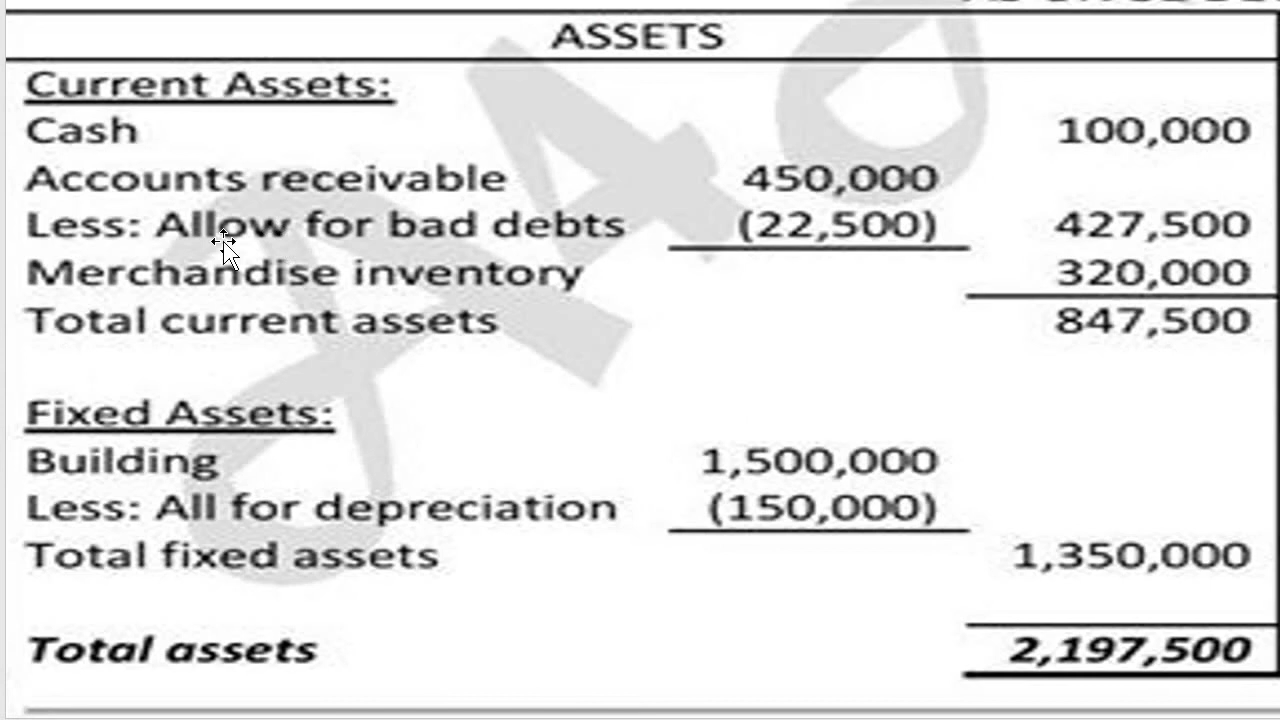 ASSETS
Current Assets:
Cash 100,000
Accounts receivable 450,000
Less: Allow for bad debts (22,500) 427,500
Merchandise inventory 320,000
Total current assets 847,500
Fixed Assets:
Building 1,500,000
Less: All for depreciation (150,000)
Total fixed assets 1,350,000
Total assets 2,197,500